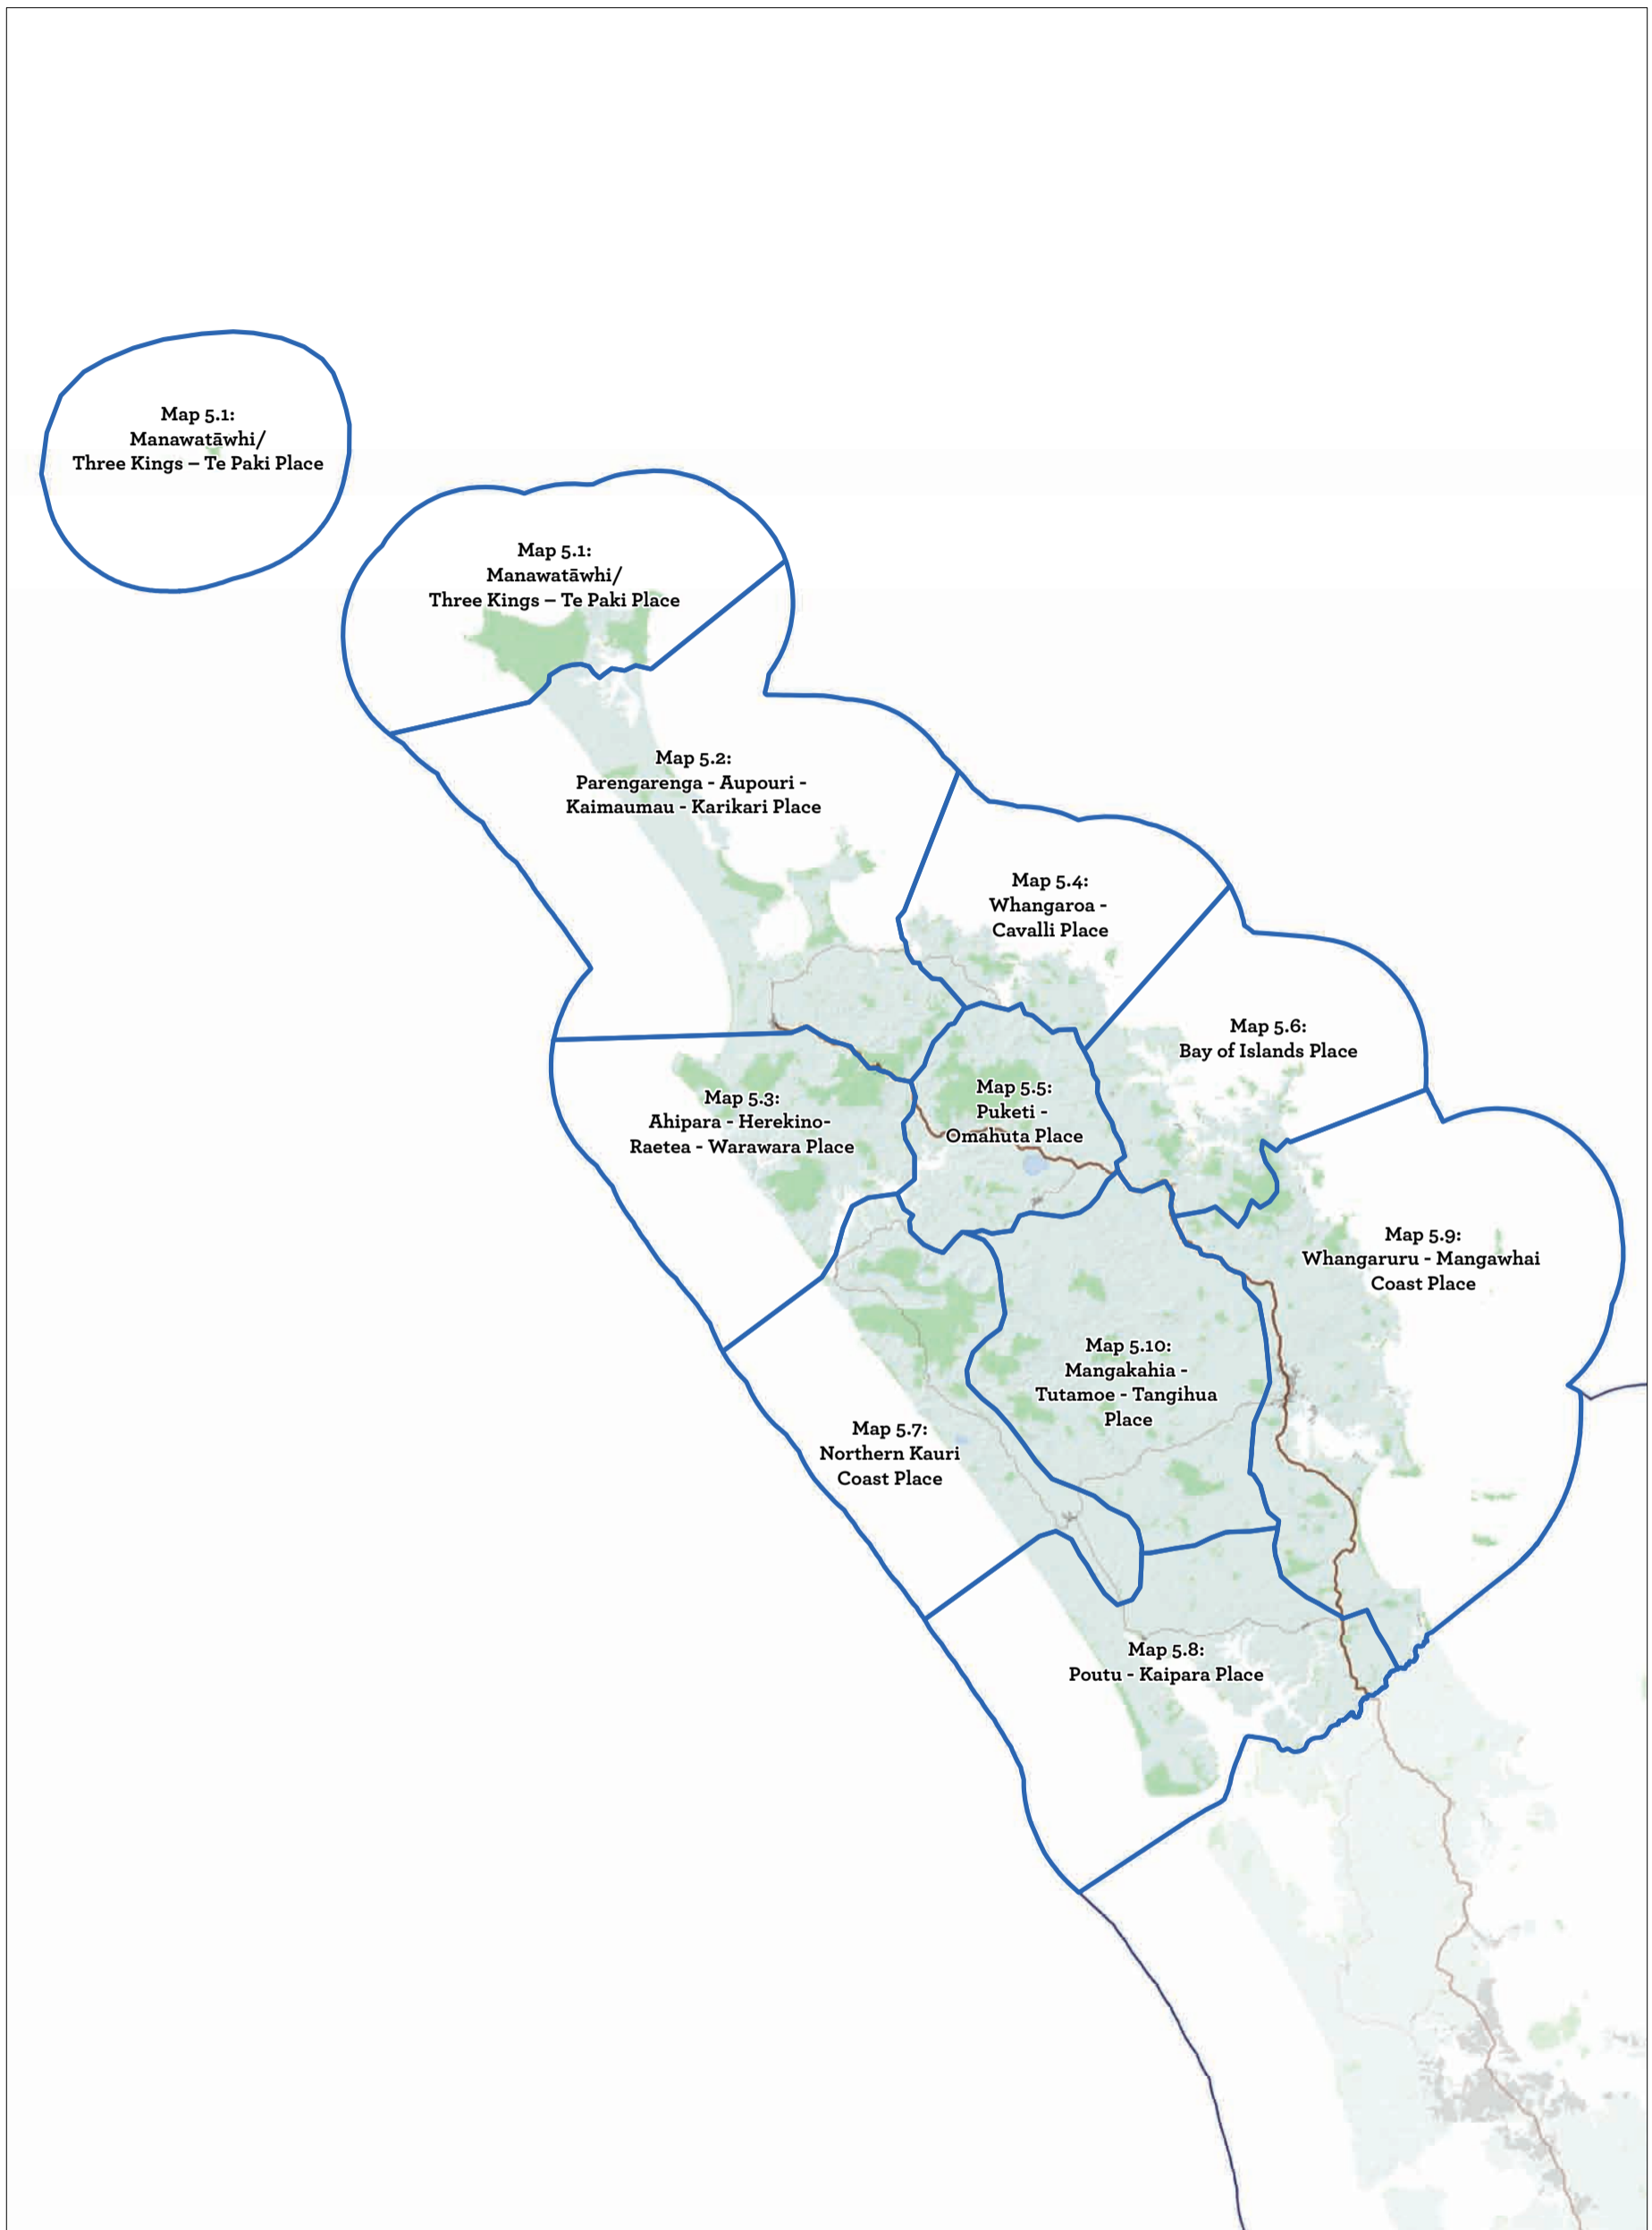 Map 5.1:
Manawatāwhi/
Three Kings – Te Paki Place
Map 5.1:
Manawatāwhi/
Three Kings – Te Paki Place
Map 5.2:
Parengarenga - Aupouri -
Kaimaumau - Karikari Place
Map 5.4:
Whangaroa -
Cavalli Place
Map 5.6:
Bay of Islands Place
Map 5.5:
Puketi -
Omahuta Place
Map 5.3:
Ahipara - Herekino-
Raetea - Warawara Place
Map 5.9:
Whangaruru - Mangawhai
Coast Place
Map 5.10:
Mangakahia -
Tutamoe - Tangihua
Place
Map 5.7:
Northern Kauri
Coast Place
Map 5.8:
Poutu - Kaipara Place